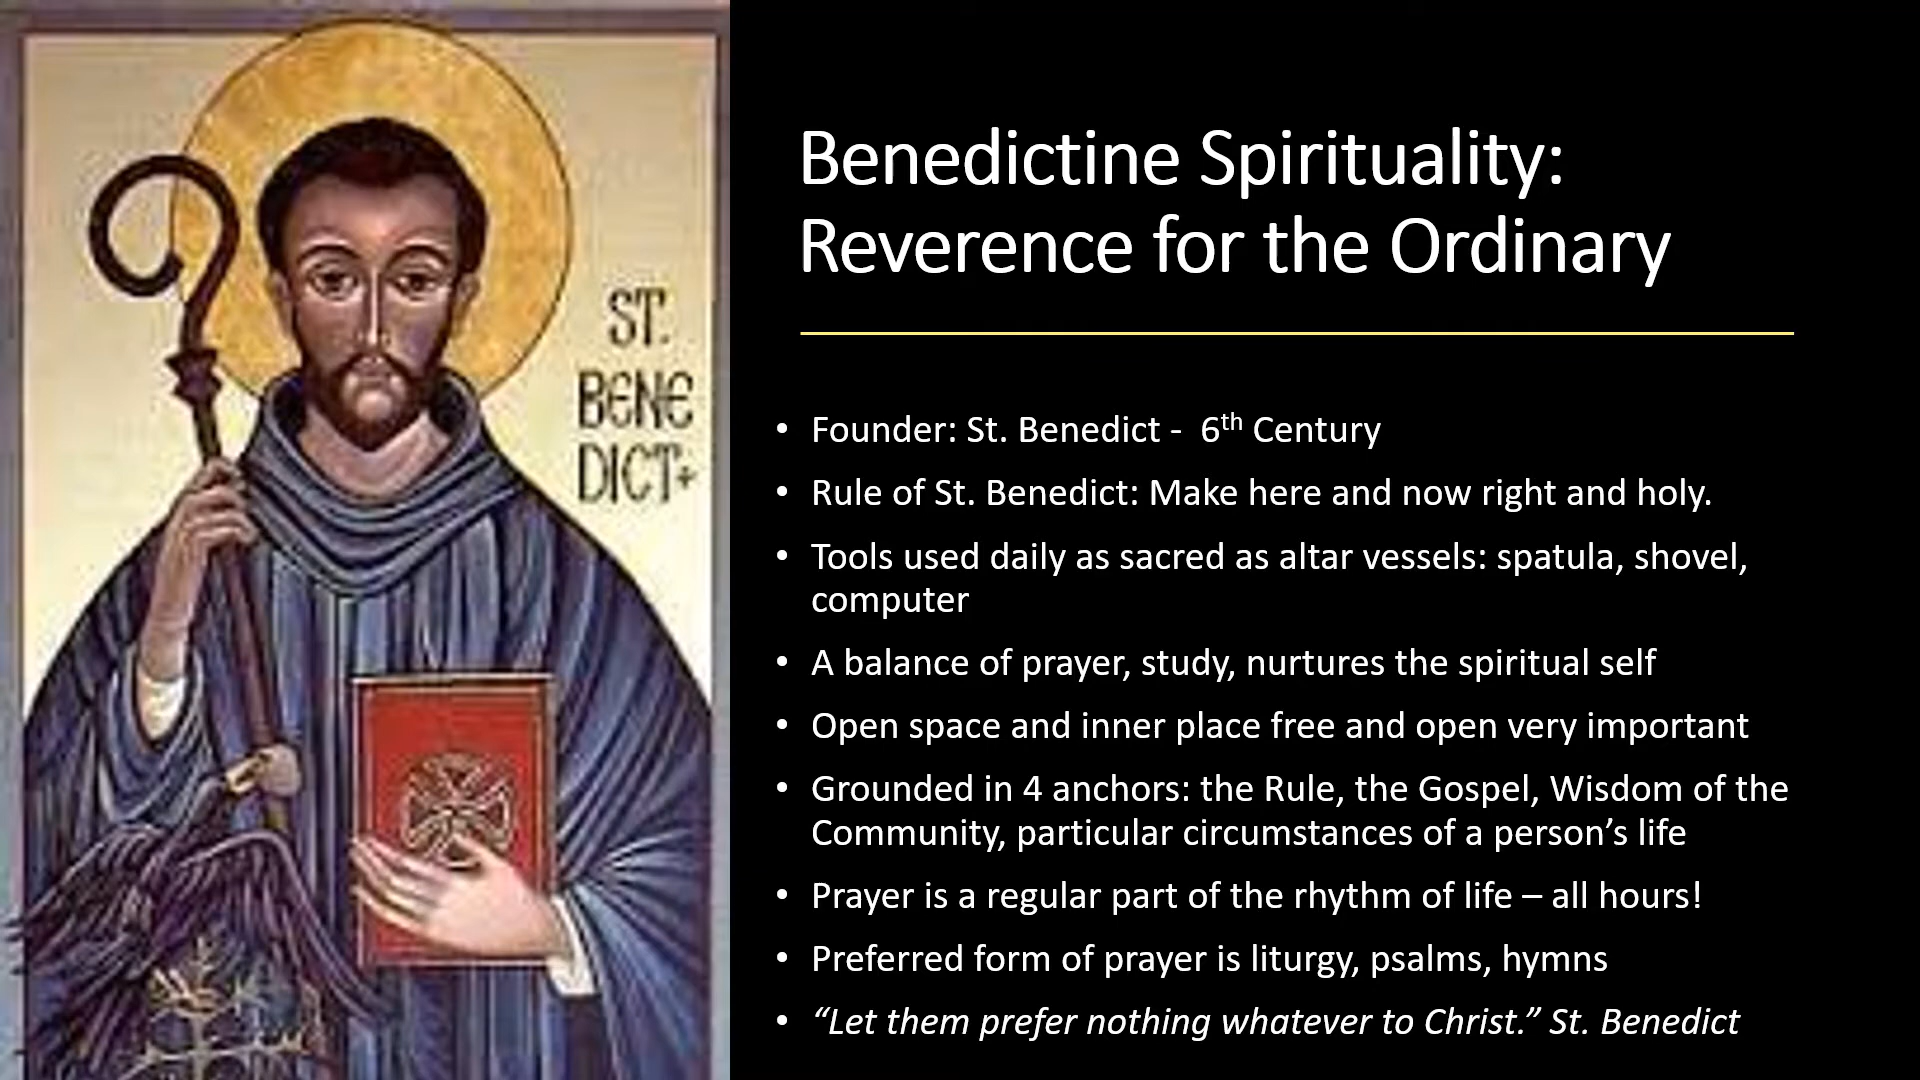 ST.
BENE
DICT+
Benedictine Spirituality:
Reverence for the Ordinary
• Founder: St. Benedict -  6th Century
• Rule of St. Benedict: Make here and now right and holy.
• Tools used daily as sacred as altar vessels: spatula, shovel,
computer
• A balance of prayer, study, nurtures the spiritual self
• Open space and inner place free and open very important
• Grounded in 4 anchors: the Rule, the Gospel, Wisdom of the
Community, particular circumstances of a person’s life
• Prayer is a regular part of the rhythm of life – all hours!
• Preferred form of prayer is liturgy, psalms, hymns
• “Let them prefer nothing whatever to Christ.” St. Benedict